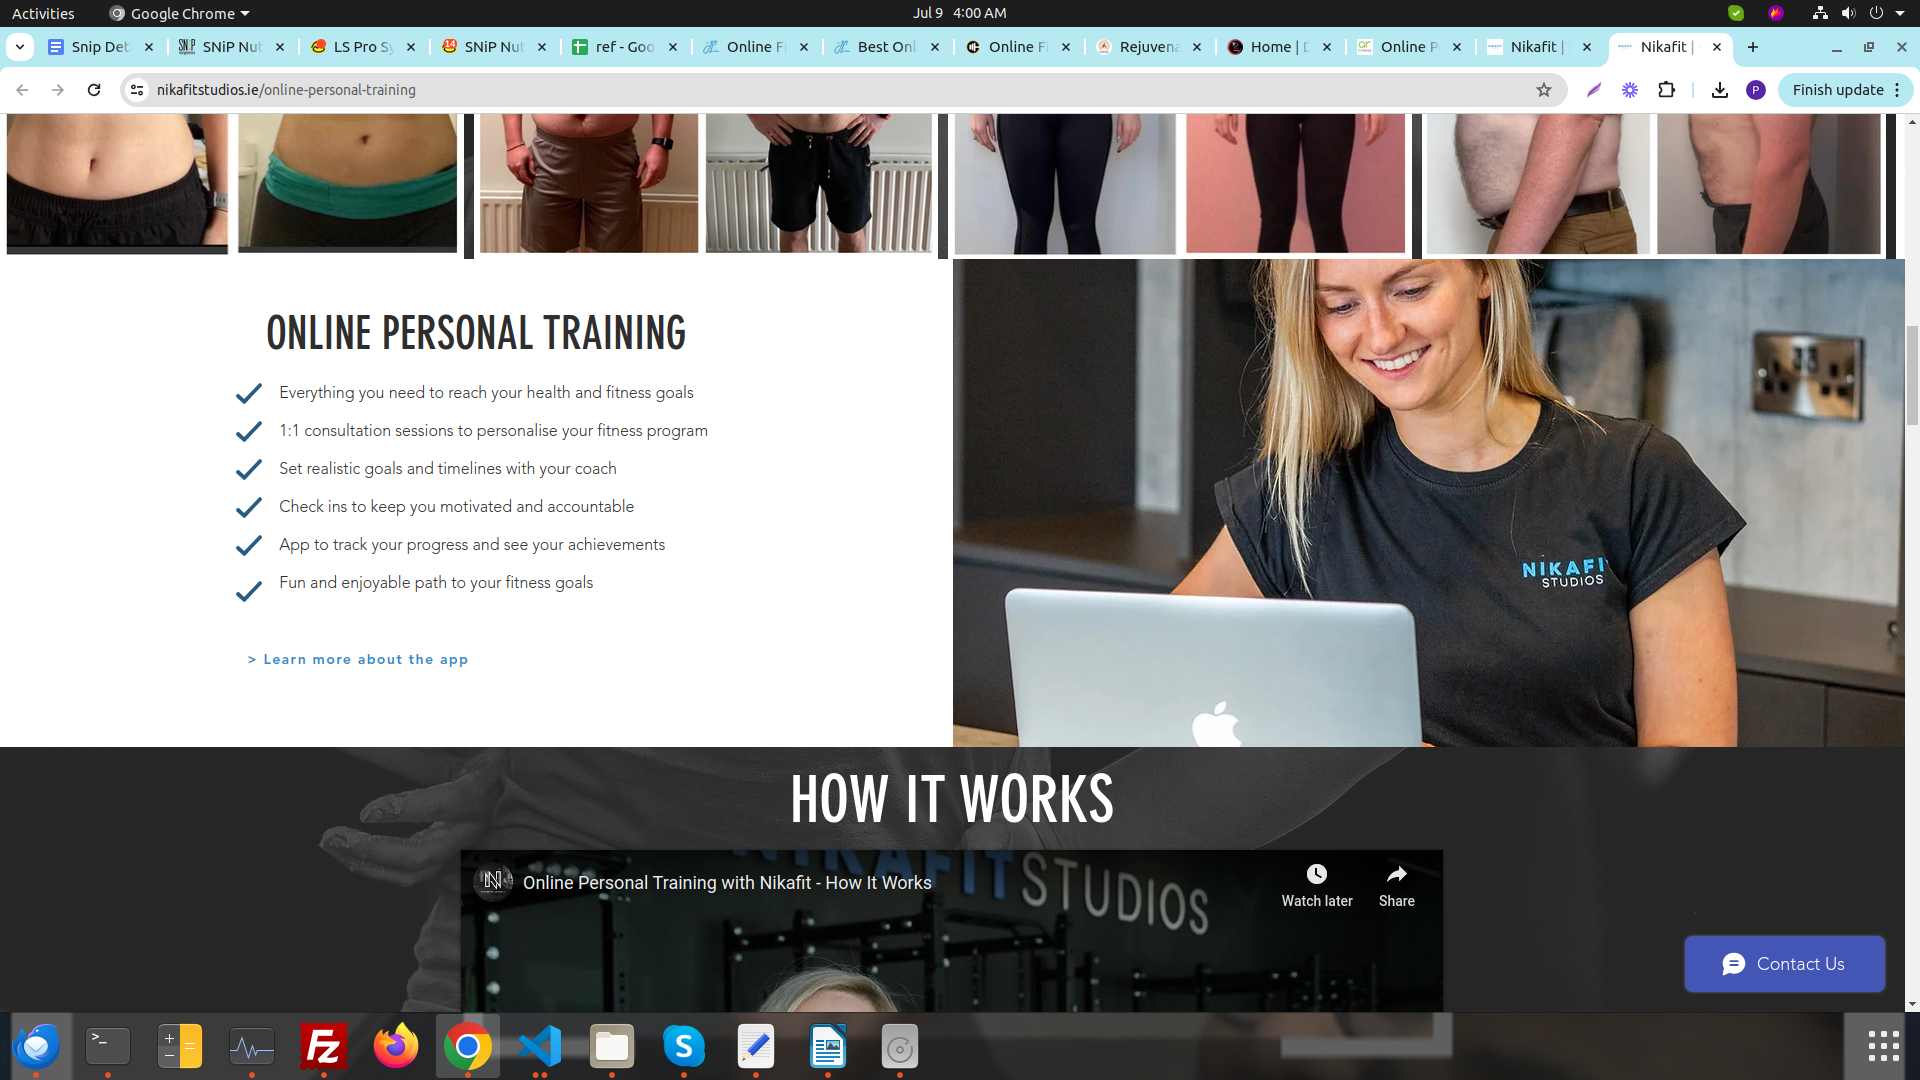 Activities
Google Chrome
Jul 9 4:00 AM
Snip Det
SNiP Nut
LS Pro Sy
SNiP Nut
ref - Goo
Online Fi
Best Onl
Online Fi
Rejuvena
Home | D
Online P
Nikafit |
Nikafit |
nikafitstudios.ie/online-personal-training
P
Finish update
ONLINE PERSONAL TRAINING
Everything you need to reach your health and fitness goals
1:1 consultation sessions to personalise your fitness program
Set realistic goals and timelines with your coach
Check ins to keep you motivated and accountable
App to track your progress and see your achievements
Fun and enjoyable path to your fitness goals
> Learn more about the app
NIKAFI
STUDIOS
HOW IT WORKS
NIKAFIT STUDIOS
Online Personal Training with Nikafit - How It Works
Watch later
Share
Contact Us